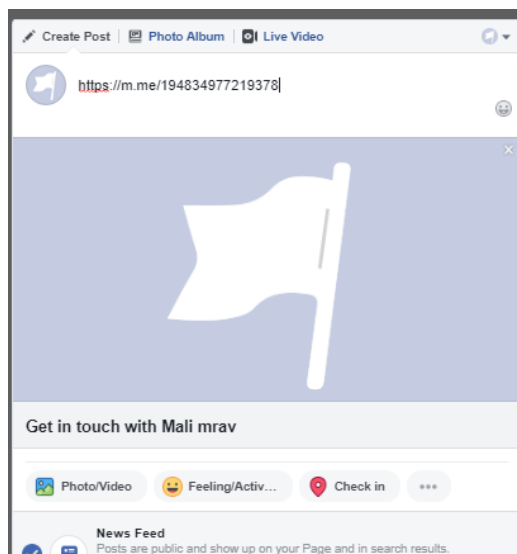 Create Post Photo Album Live Video
https://m.me/194834977219378
Get in touch with Mali mrav
Photo/Video Feeling/Activ... Check in
News Feed
Posts are public and show up on your Page and in search results.